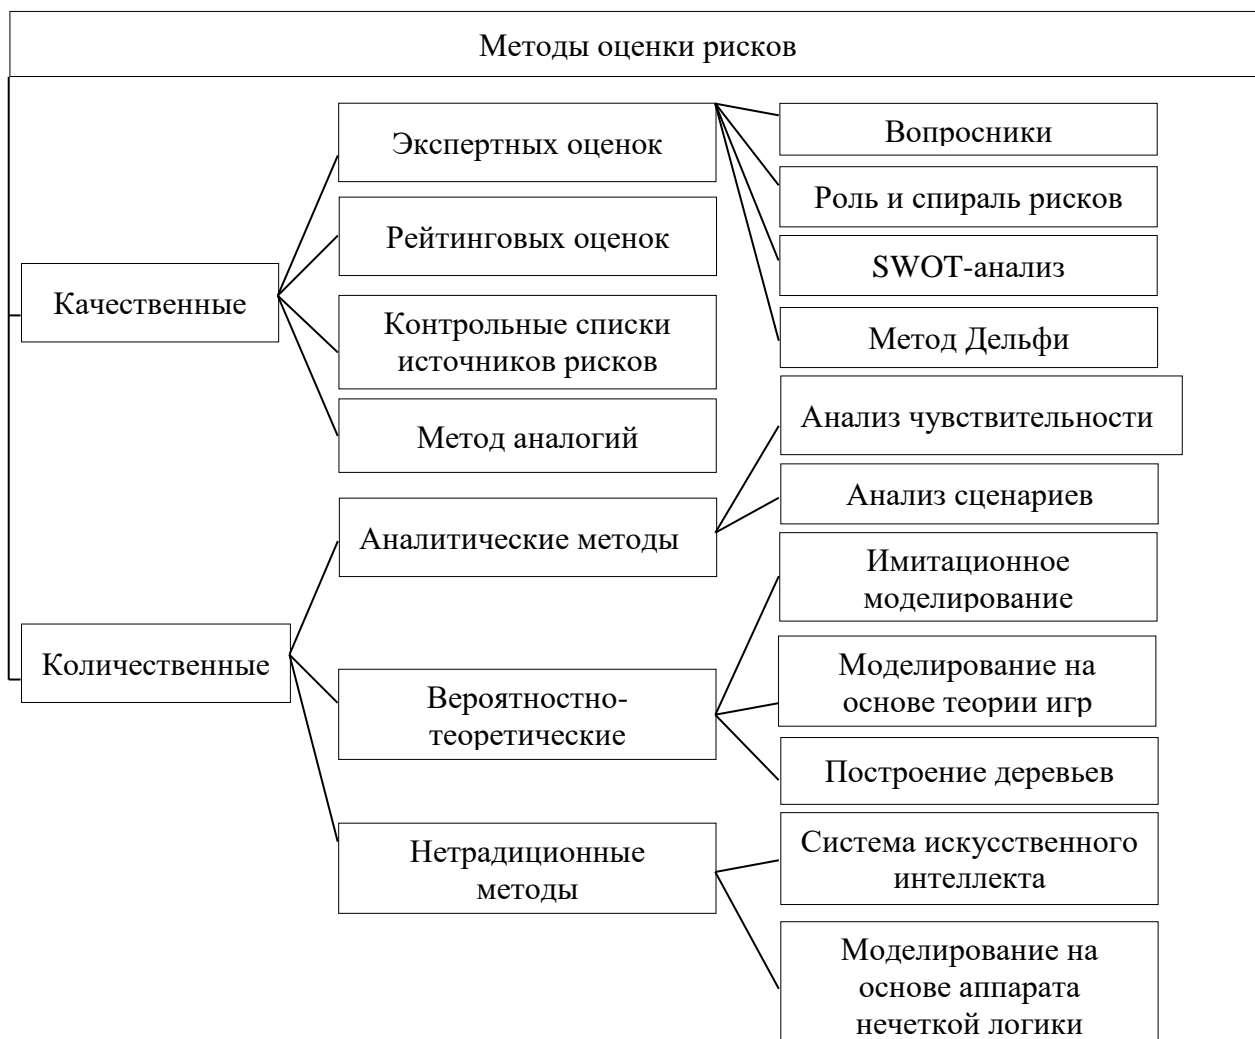 Методы оценки рисков
Экспертных оценок
Вопросники
Роль и спираль рисков
Рейтинговых оценок
SWOT-анализ
Качественные
Контрольные списки
источников рисков
Метод Дельфи
Метод аналогий
Анализ чувствительности
Анализ сценариев
Аналитические методы
Имитационное
моделирование
Количественные
Моделирование на
основе теории игр
Вероятностно-
теоретические
Построение деревьев
Нетрадиционные
методы
Система искусственного
интеллекта
Моделирование на
основе аппарата
нечеткой логики